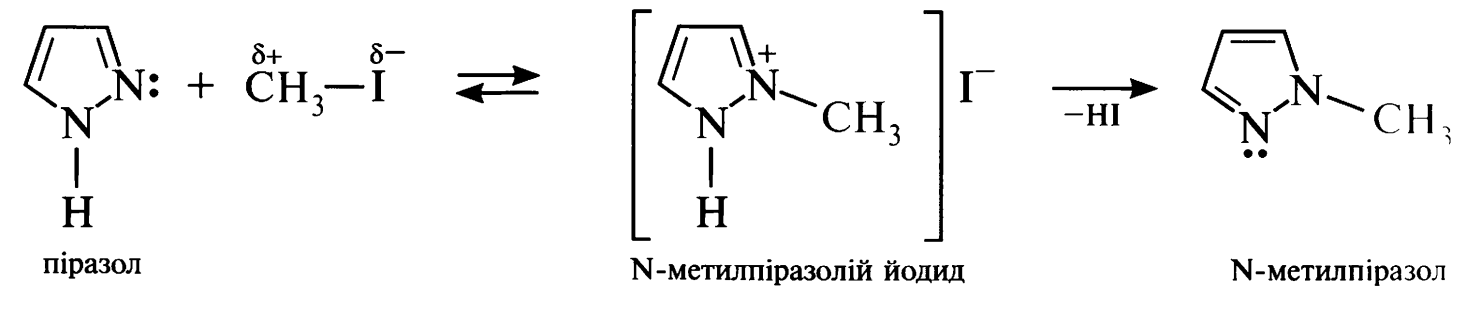 δ+ δ−
N: + CH₃—I ⇌ [ N⁺ CH₃ ] I⁻ → N CH₃
N N −HI N̤
H H
піразол N-метилпіразолій йодид N-метилпіразол